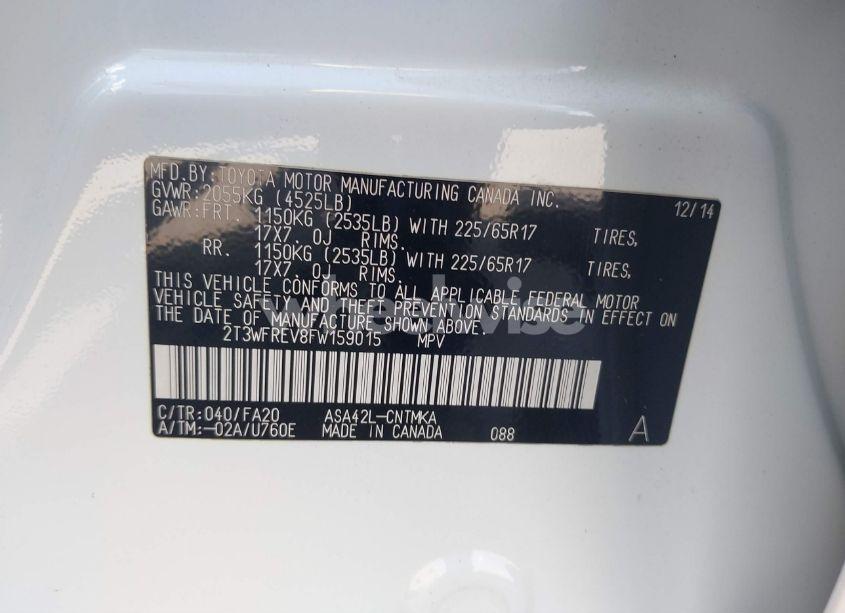 MFD.BY:TOYOTA MOTOR MANUFACTURING CANADA INC.
12/14
GVWR:2055KG (4525LB)
GAWR:FRT. 1150KG (2535LB) WITH 225/65R17 TIRES,
17X7.0J RIMS.
RR. 1150KG (2535LB) WITH 225/65R17 TIRES,
17X7.0J RIMS.
THIS VEHICLE CONFORMS TO ALL APPLICABLE FEDERAL MOTOR
VEHICLE SAFETY AND THEFT PREVENTION STANDARDS IN EFFECT ON
THE DATE OF MANUFACTURE SHOWN ABOVE.
2T3WFREV8FW159015 MPV
C/TR:040/FA20 ASA42L-CNTMKA
A/TM:-02A/U760E MADE IN CANADA 088 A